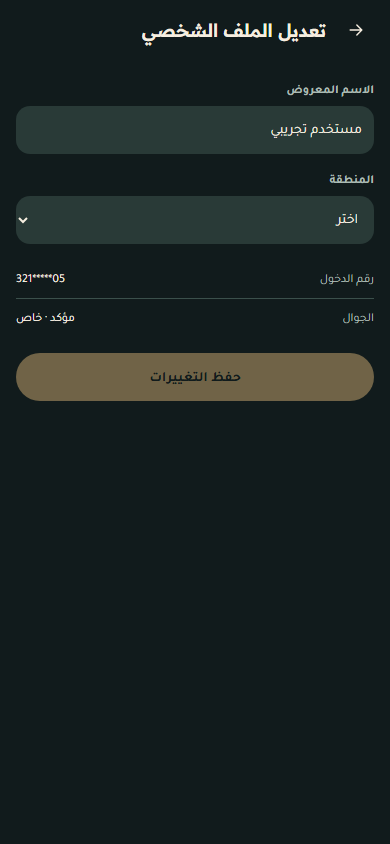 تعديل الملف الشخصي
الاسم المعروض
مستخدم تجريبي
المنطقة
اختر
رقم الدخول 321*****05
الجوال مؤكد · خاص
حفظ التغييرات